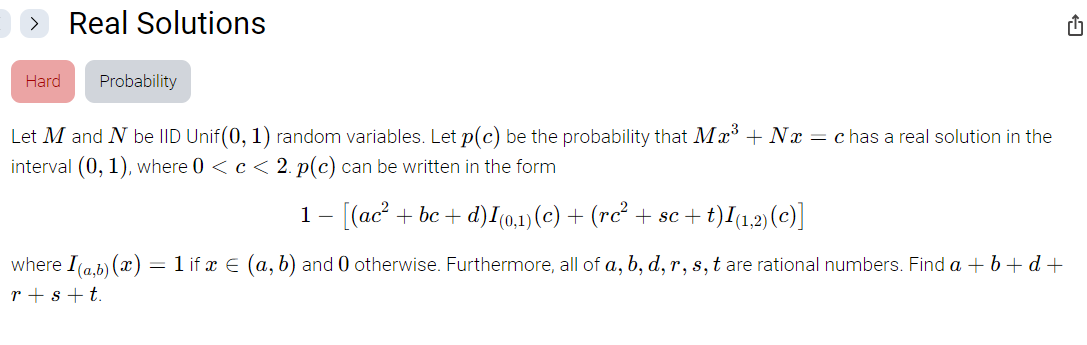 Real Solutions
Hard Probability
Let M and N be IID Unif(0, 1) random variables. Let p(c) be the probability that Mx³ + Nx = c has a real solution in the
interval (0, 1), where 0 < c < 2. p(c) can be written in the form
1 − [(ac² + bc + d)I₍₀,₁₎(c) + (rc² + sc + t)I₍₁,₂₎(c)]
where I₍a,b₎(x) = 1 if x ∈ (a, b) and 0 otherwise. Furthermore, all of a, b, d, r, s, t are rational numbers. Find a + b + d +
r + s + t.